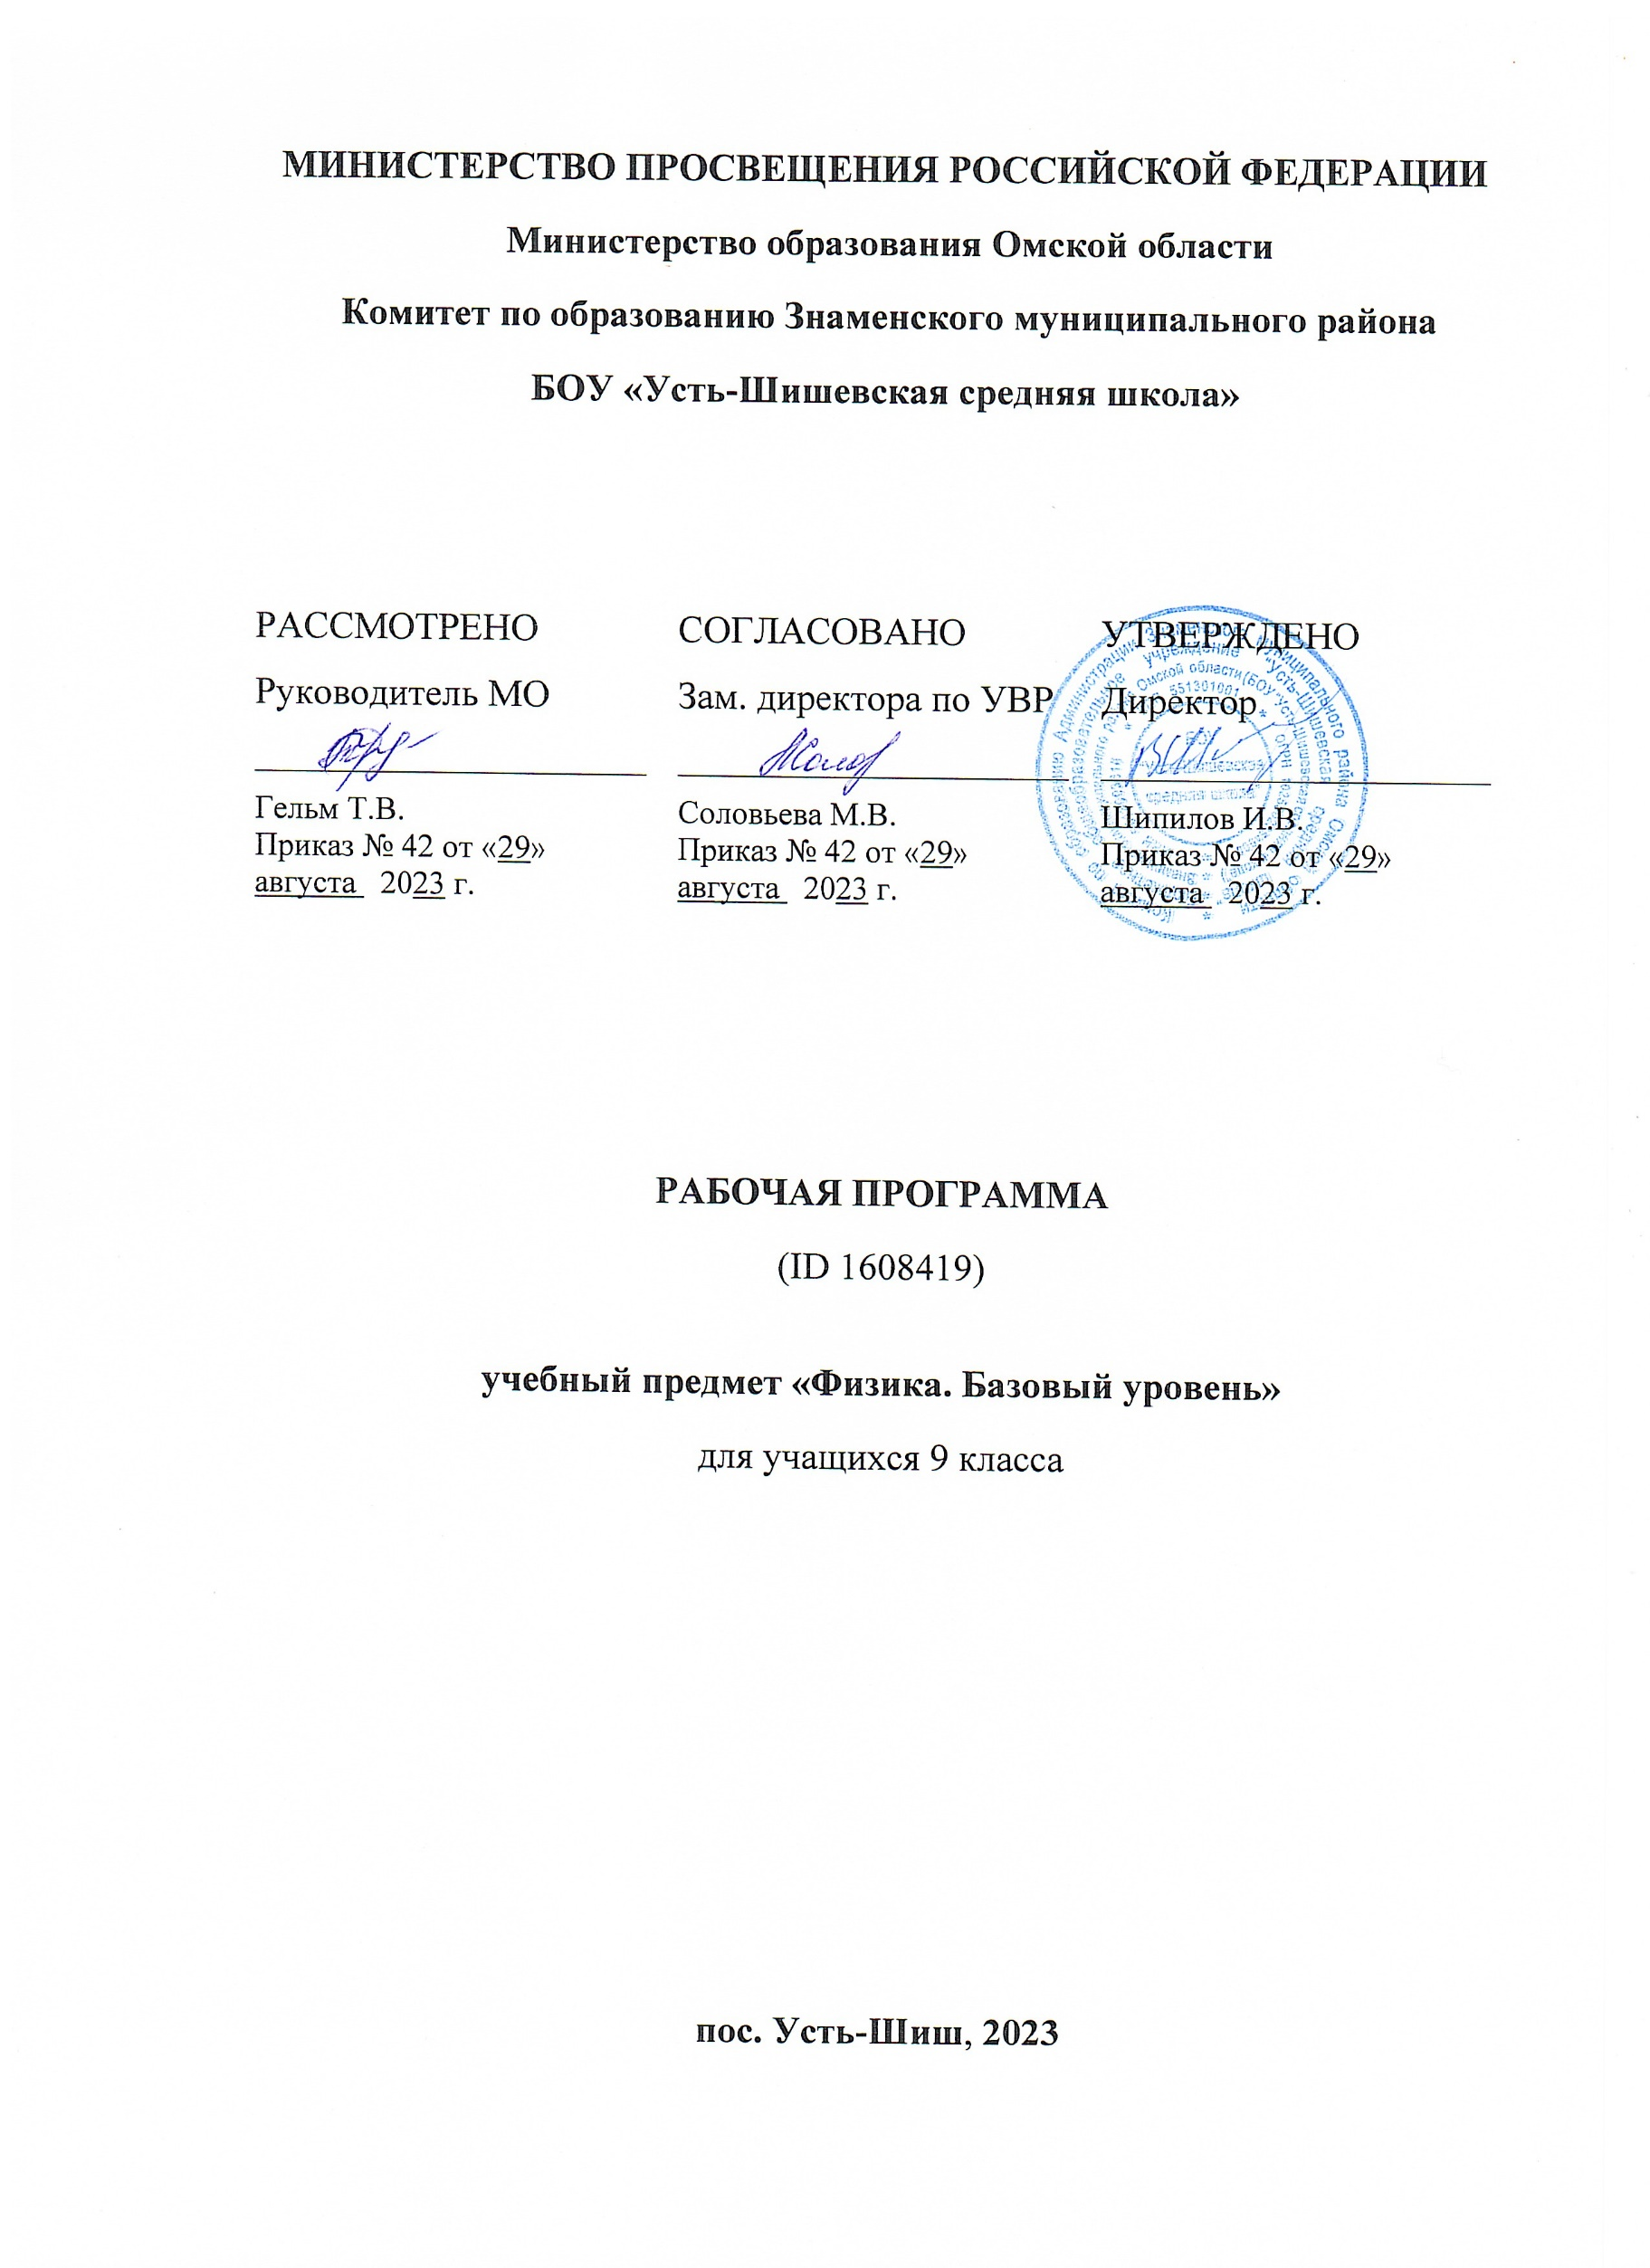 МИНИСТЕРСТВО ПРОСВЕЩЕНИЯ РОССИЙСКОЙ ФЕДЕРАЦИИ
Министерство образования Омской области
Комитет по образованию Знаменского муниципального района
БОУ «Усть-Шишевская средняя школа»
РАССМОТРЕНО
Руководитель МО
Гельм Т.В.
Приказ № 42 от «29»
августа 2023 г.
СОГЛАСОВАНО
Зам. директора по УВР
Соловьева М.В.
Приказ № 42 от «29»
августа 2023 г.
УТВЕРЖДЕНО
Директор
Шипилов И.В.
Приказ № 42 от «29»
августа 2023 г.
РАБОЧАЯ ПРОГРАММА
(ID 1608419)
учебный предмет «Физика. Базовый уровень»
для учащихся 9 класса
пос. Усть-Шиш, 2023